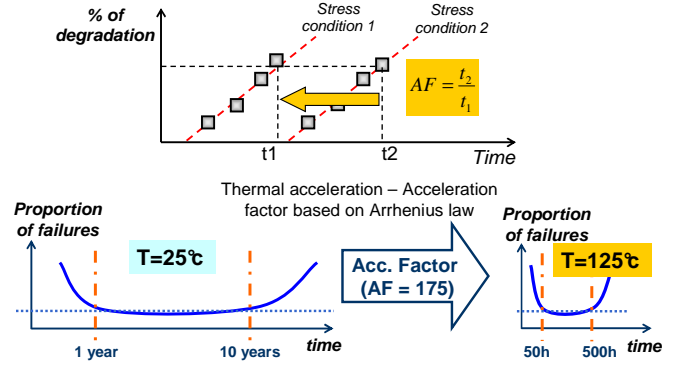 % of
degradation
Stress
condition 1
Stress
condition 2
AF = t2 / t1
t1
t2
Time
Thermal acceleration – Acceleration
factor based on Arrhenius law
Proportion
of failures
T=25℃
1 year
10 years
time
Acc. Factor
(AF = 175)
Proportion
of failures
T=125℃
50h
500h
time